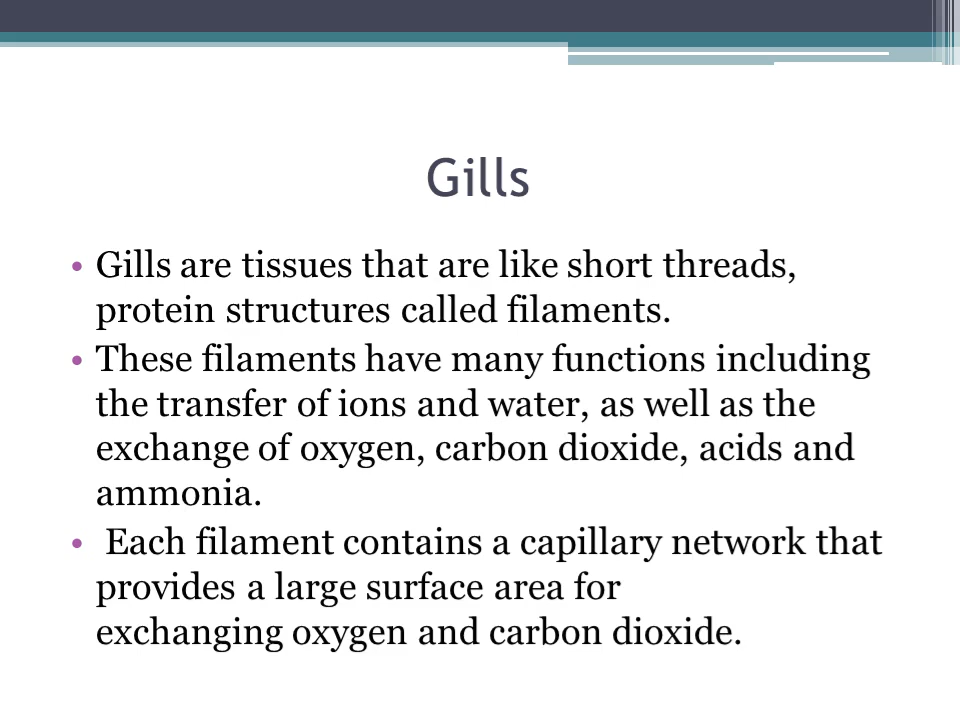 Gills
• Gills are tissues that are like short threads,
protein structures called filaments.
• These filaments have many functions including
the transfer of ions and water, as well as the
exchange of oxygen, carbon dioxide, acids and
ammonia.
• Each filament contains a capillary network that
provides a large surface area for
exchanging oxygen and carbon dioxide.